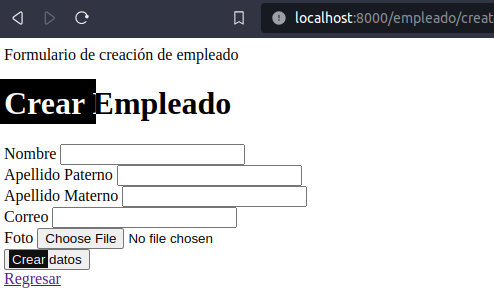 localhost:8000/empleado/creat
Formulario de creación de empleado
Crear Empleado
Nombre
Apellido Paterno
Apellido Materno
Correo
Foto Choose File No file chosen
Crear datos
Regresar